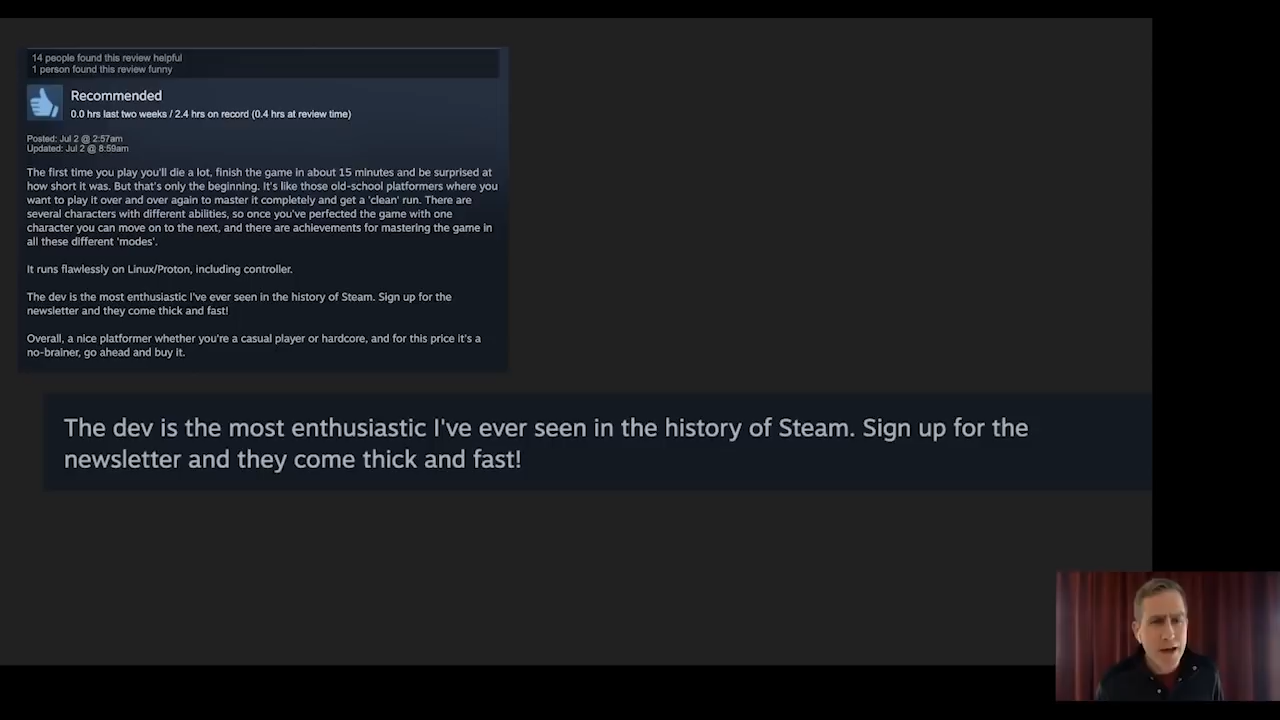 14 people found this review helpful
1 person found this review funny
Recommended
0.0 hrs last two weeks / 2.4 hrs on record (0.4 hrs at review time)
Posted: Jul 2 @ 2:57am
Updated: Jul 2 @ 8:59am
The first time you play you'll die a lot, finish the game in about 15 minutes and be surprised at
how short it was. But that's only the beginning. It's like those old-school platformers where you
want to play it over and over again to master it completely and get a 'clean' run. There are
several characters with different abilities, so once you've perfected the game with one
character you can move on to the next, and there are achievements for mastering the game in
all these different 'modes'.
It runs flawlessly on Linux/Proton, including controller.
The dev is the most enthusiastic I've ever seen in the history of Steam. Sign up for the
newsletter and they come thick and fast!
Overall, a nice platformer whether you're a casual player or hardcore, and for this price it's a
no-brainer, go ahead and buy it.
The dev is the most enthusiastic I've ever seen in the history of Steam. Sign up for the
newsletter and they come thick and fast!